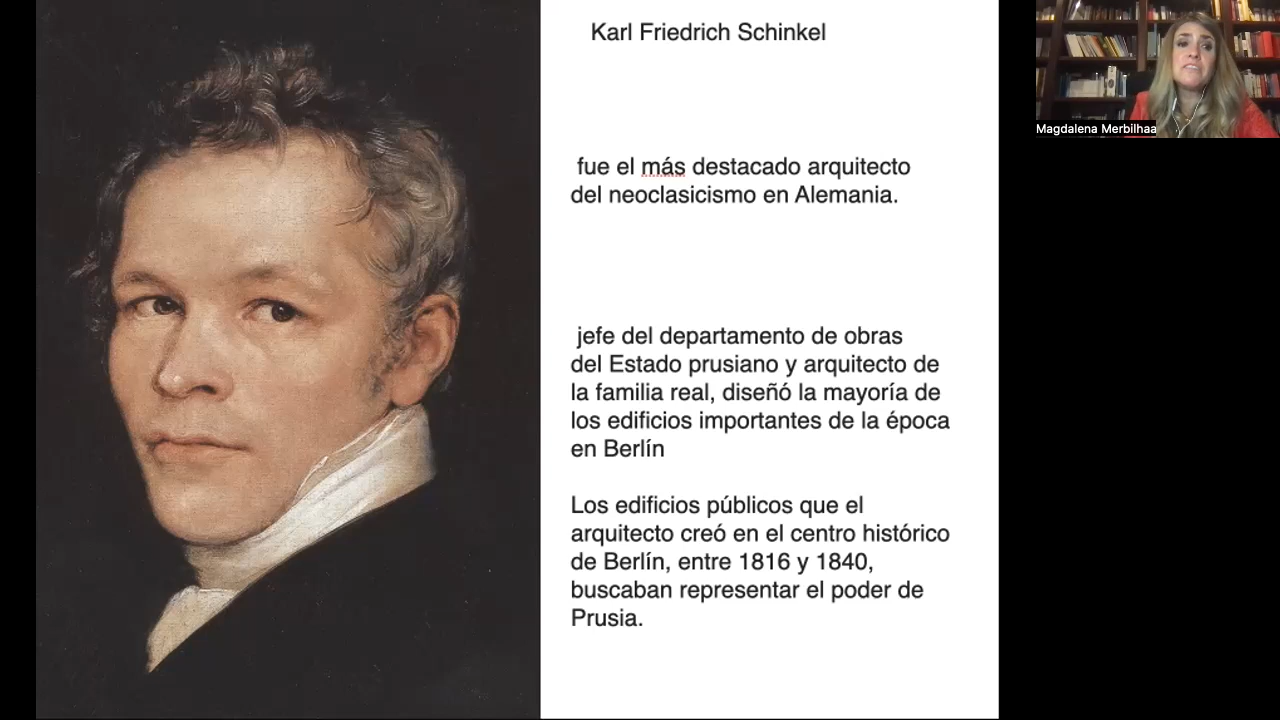 Karl Friedrich Schinkel
Magdalena Merbilhaa
fue el más destacado arquitecto
del neoclasicismo en Alemania.
jefe del departamento de obras
del Estado prusiano y arquitecto de
la familia real, diseñó la mayoría de
los edificios importantes de la época
en Berlín
Los edificios públicos que el
arquitecto creó en el centro histórico
de Berlín, entre 1816 y 1840,
buscaban representar el poder de
Prusia.